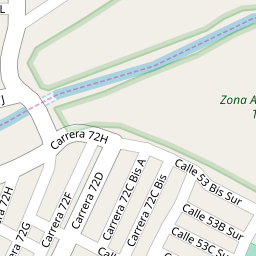 L
J
Zona A
T
Carrera 72H
Calle 53 Bis Sur
Carrera 72C Bis A
Carrera 72C Bis
Carrera 72D
Carrera 72F
72H
72G
Calle 53B Sur
Calle 53C Sur